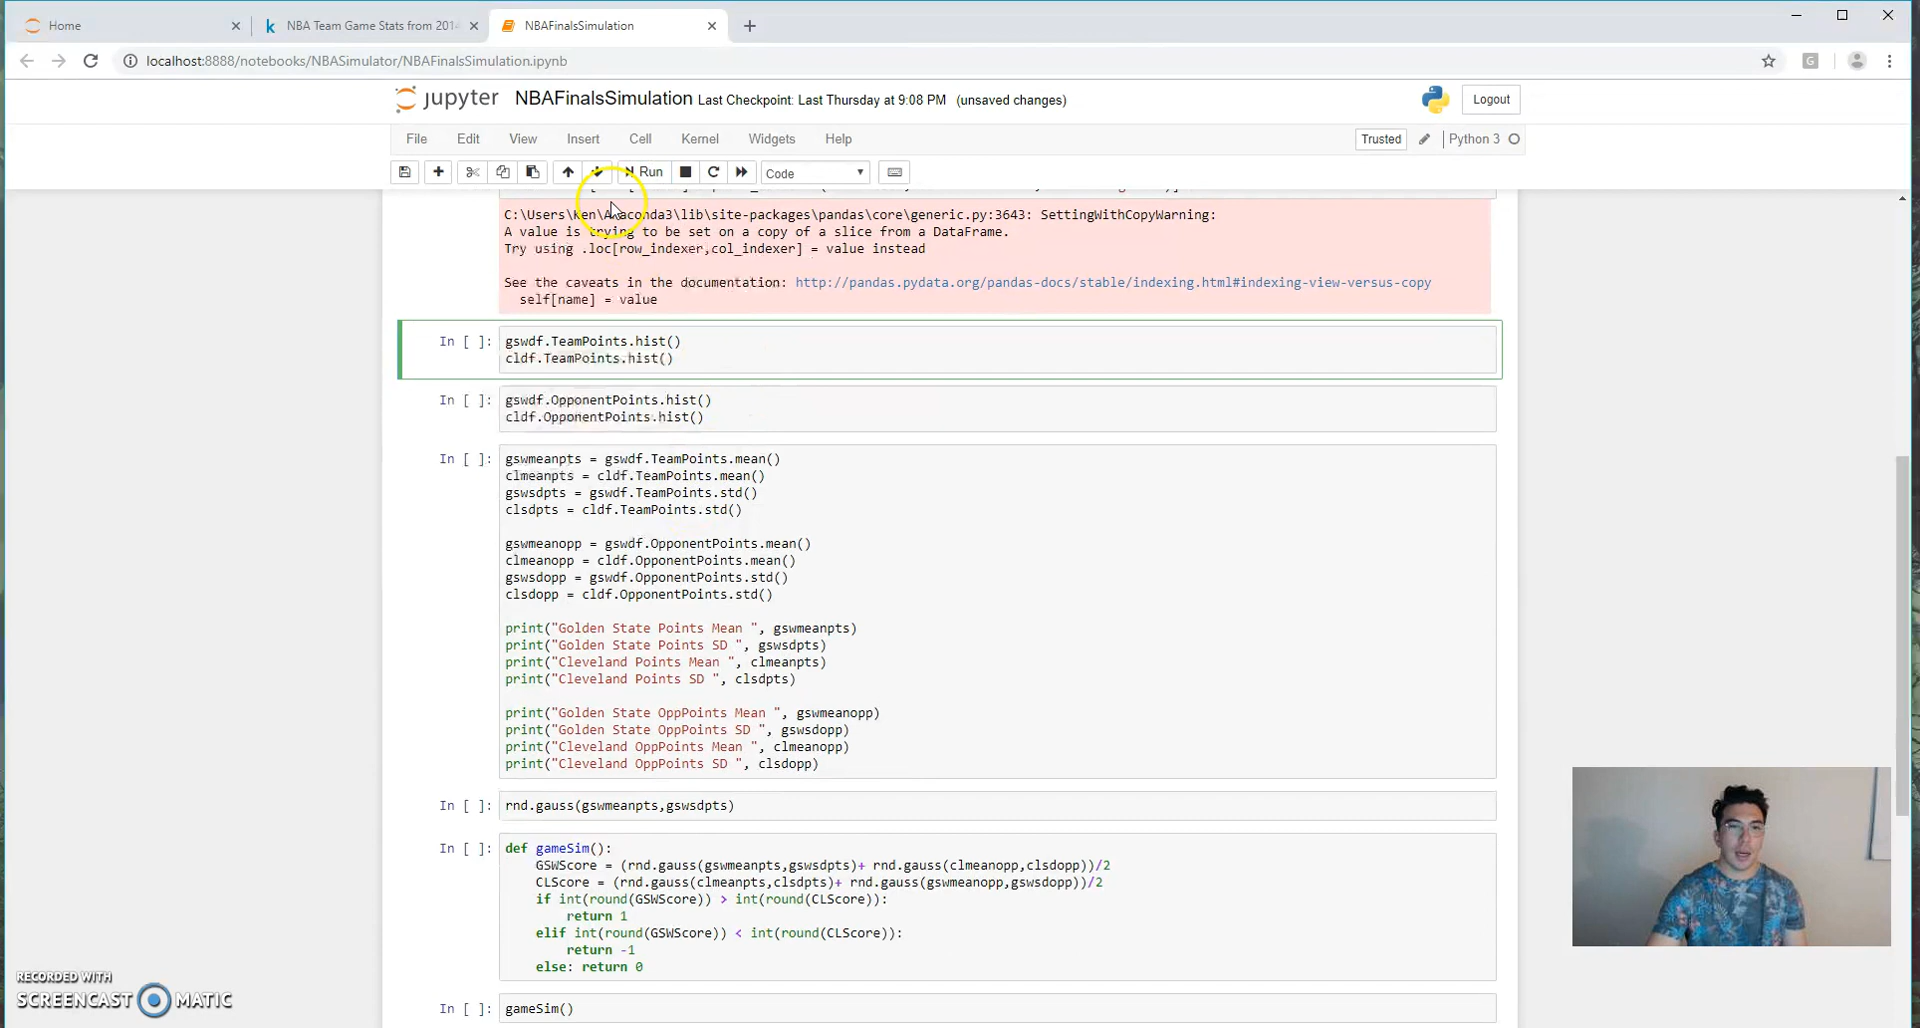 Home
NBA Team Game Stats from 2014
NBAFinalsSimulation
localhost:8888/notebooks/NBASimulator/NBAFinalsSimulation.ipynb
jupyter NBAFinalsSimulation Last Checkpoint: Last Thursday at 9:08 PM (unsaved changes)
Logout
File Edit View Insert Cell Kernel Widgets Help
Trusted
Python 3
Run
Code
C:\Users\Ken\Anaconda3\lib\site-packages\pandas\core\generic.py:3643: SettingWithCopyWarning:
A value is trying to be set on a copy of a slice from a DataFrame.
Try using .loc[row_indexer,col_indexer] = value instead
See the caveats in the documentation: http://pandas.pydata.org/pandas-docs/stable/indexing.html#indexing-view-versus-copy
self[name] = value
In [ ]: gswdf.TeamPoints.hist()
cldf.TeamPoints.hist()
In [ ]: gswdf.OpponentPoints.hist()
cldf.OpponentPoints.hist()
In [ ]: gswmeanpts = gswdf.TeamPoints.mean()
clmeanpts = cldf.TeamPoints.mean()
gswsdpts = gswdf.TeamPoints.std()
clsdpts = cldf.TeamPoints.std()
gswmeanopp = gswdf.OpponentPoints.mean()
clmeanopp = cldf.OpponentPoints.mean()
gswsdopp = gswdf.OpponentPoints.std()
clsdopp = cldf.OpponentPoints.std()
print("Golden State Points Mean ", gswmeanpts)
print("Golden State Points SD ", gswsdpts)
print("Cleveland Points Mean ", clmeanpts)
print("Cleveland Points SD ", clsdpts)
print("Golden State OppPoints Mean ", gswmeanopp)
print("Golden State OppPoints SD ", gswsdopp)
print("Cleveland OppPoints Mean ", clmeanopp)
print("Cleveland OppPoints SD ", clsdopp)
In [ ]: rnd.gauss(gswmeanpts,gswsdpts)
In [ ]: def gameSim():
GSWScore = (rnd.gauss(gswmeanpts,gswsdpts)+ rnd.gauss(clmeanopp,clsdopp))/2
CLScore = (rnd.gauss(clmeanpts,clsdpts)+ rnd.gauss(gswmeanopp,gswsdopp))/2
if int(round(GSWScore)) > int(round(CLScore)):
return 1
elif int(round(GSWScore)) < int(round(CLScore)):
return -1
else: return 0
In [ ]: gameSim()
RECORDED WITH
SCREENCAST MATIC